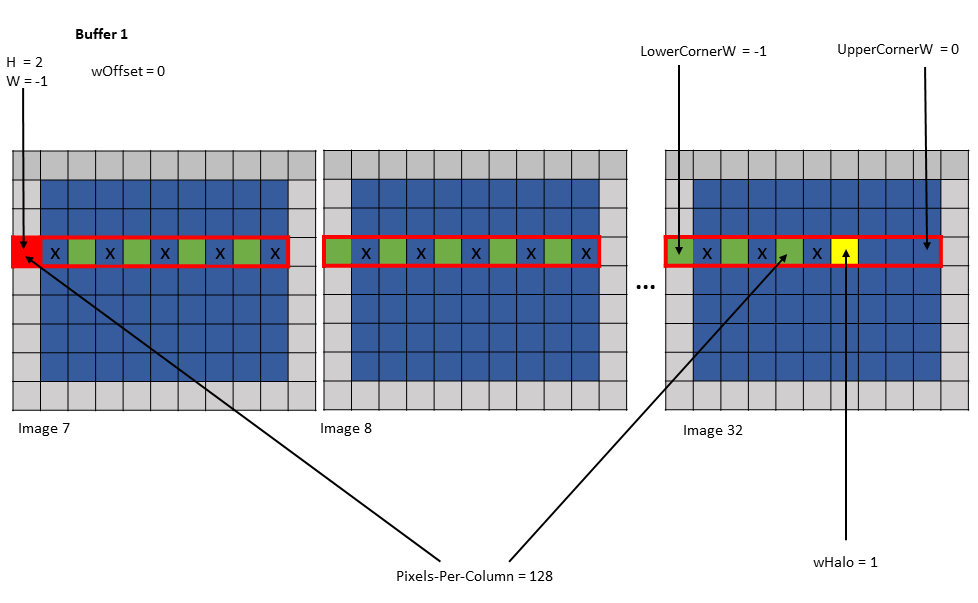 Buffer 1
H = 2
W = -1
wOffset = 0
LowerCornerW = -1
UpperCornerW = 0
X X X X X
X X X X X
X X X
...
Image 7
Image 8
Image 32
Pixels-Per-Column = 128
wHalo = 1